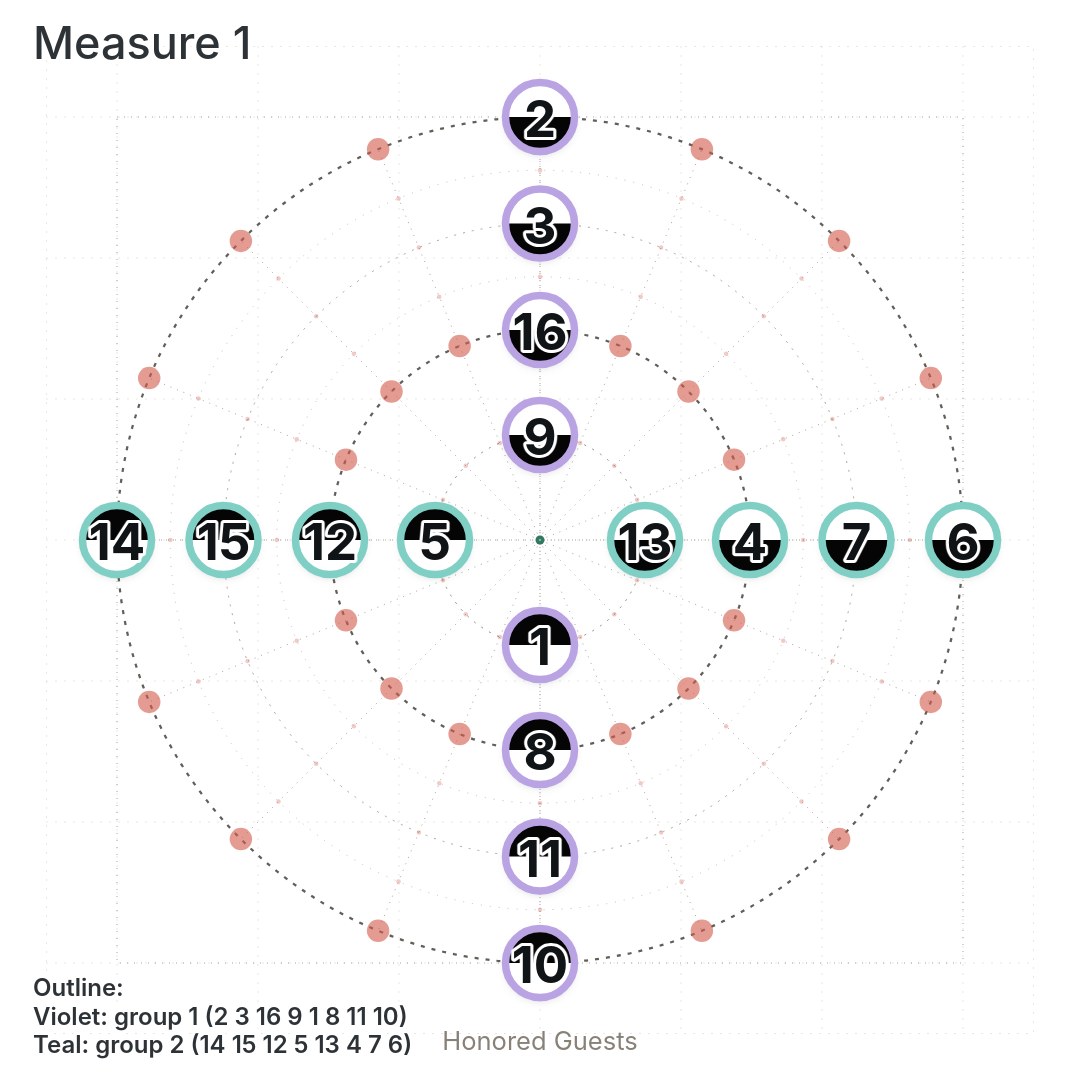 Measure 1
2
3
16
9
14 15 12 5 13 4 7 6
1
8
11
10
Outline:
Violet: group 1 (2 3 16 9 1 8 11 10)
Teal: group 2 (14 15 12 5 13 4 7 6)
Honored Guests